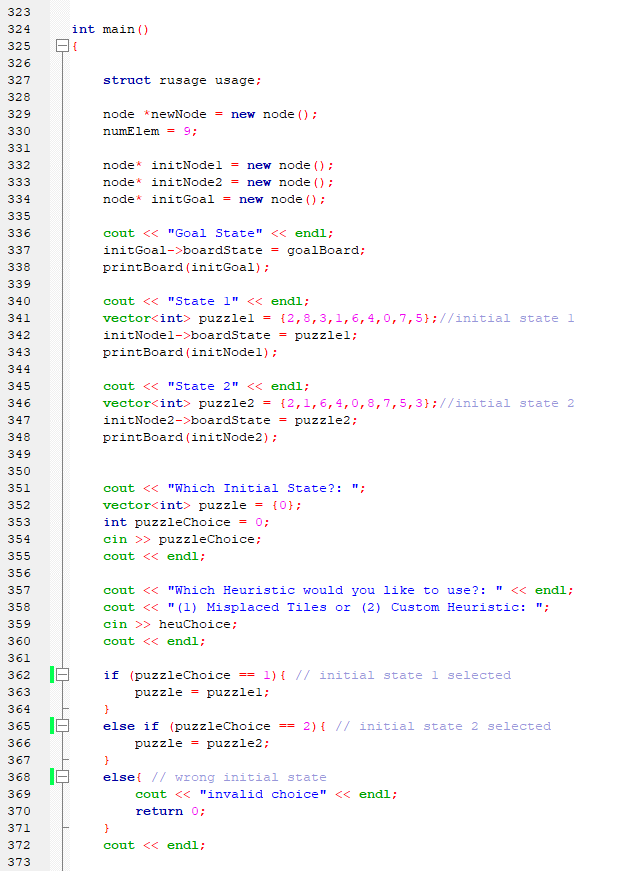 323
324 int main()
325 {
326
327 struct rusage usage;
328
329 node *newNode = new node();
330 numElem = 9;
331
332 node* initNode1 = new node();
333 node* initNode2 = new node();
334 node* initGoal = new node();
335
336 cout << "Goal State" << endl;
337 initGoal->boardState = goalBoard;
338 printBoard(initGoal);
339
340 cout << "State 1" << endl;
341 vector<int> puzzle1 = {2,8,3,1,6,4,0,7,5};//initial state 1
342 initNode1->boardState = puzzle1;
343 printBoard(initNode1);
344
345 cout << "State 2" << endl;
346 vector<int> puzzle2 = {2,1,6,4,0,8,7,5,3};//initial state 2
347 initNode2->boardState = puzzle2;
348 printBoard(initNode2);
349
350
351 cout << "Which Initial State?: ";
352 vector<int> puzzle = {0};
353 int puzzleChoice = 0;
354 cin >> puzzleChoice;
355 cout << endl;
356
357 cout << "Which Heuristic would you like to use?: " << endl;
358 cout << "(1) Misplaced Tiles or (2) Custom Heuristic: ";
359 cin >> heuChoice;
360 cout << endl;
361
362 if (puzzleChoice == 1){ // initial state 1 selected
363 puzzle = puzzle1;
364 }
365 else if (puzzleChoice == 2){ // initial state 2 selected
366 puzzle = puzzle2;
367 }
368 else{ // wrong initial state
369 cout << "invalid choice" << endl;
370 return 0;
371 }
372 cout << endl;
373